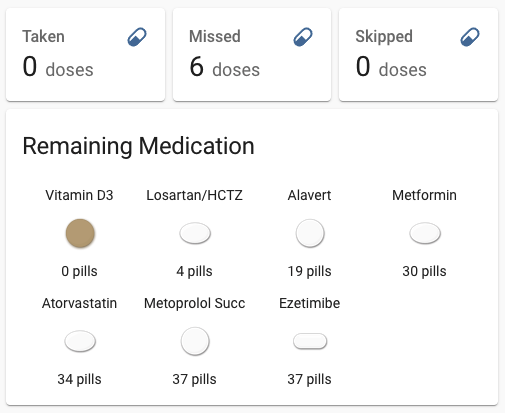 Taken Missed Skipped
0 doses 6 doses 0 doses
Remaining Medication
Vitamin D3 Losartan/HCTZ Alavert Metformin
0 pills 4 pills 19 pills 30 pills
Atorvastatin Metoprolol Succ Ezetimibe
34 pills 37 pills 37 pills